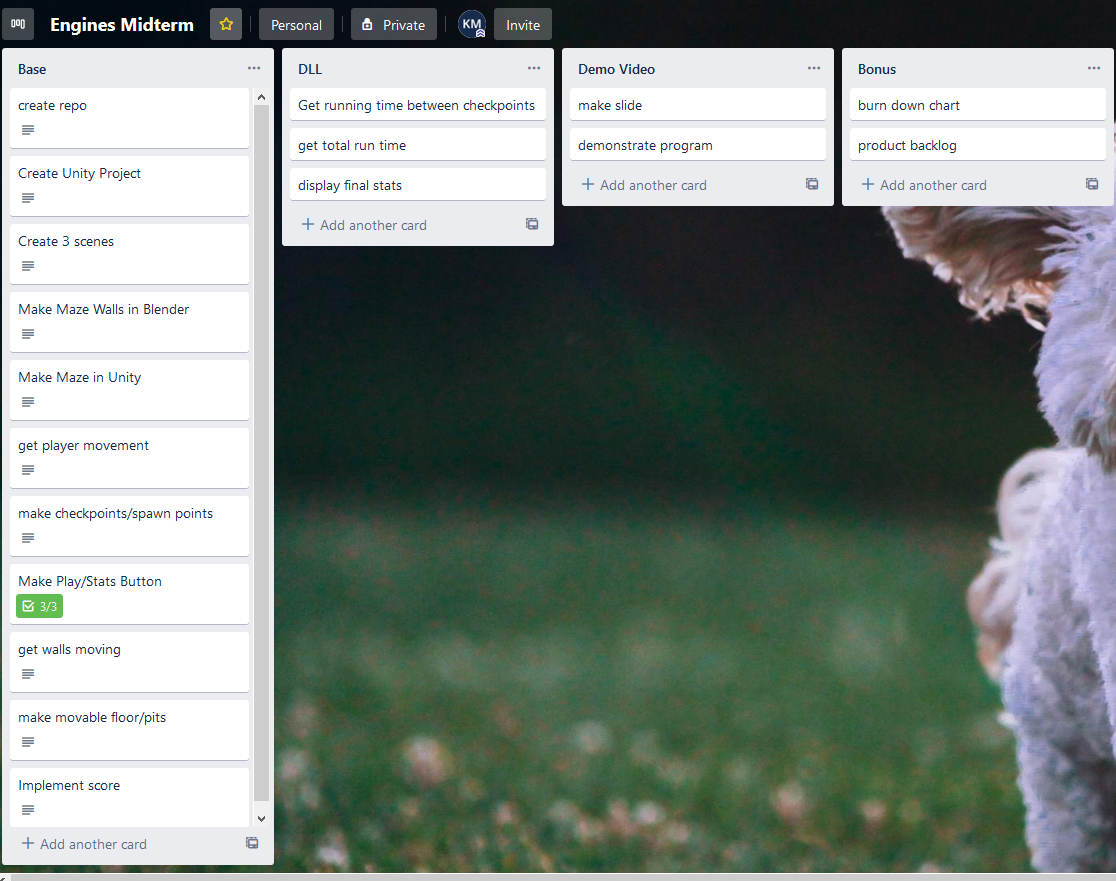 Engines Midterm
Personal
Private
KM
Invite
Base
create repo
Create Unity Project
Create 3 scenes
Make Maze Walls in Blender
Make Maze in Unity
get player movement
make checkpoints/spawn points
Make Play/Stats Button
3/3
get walls moving
make movable floor/pits
Implement score
Add another card
DLL
Get running time between checkpoints
get total run time
display final stats
Add another card
Demo Video
make slide
demonstrate program
Add another card
Bonus
burn down chart
product backlog
Add another card